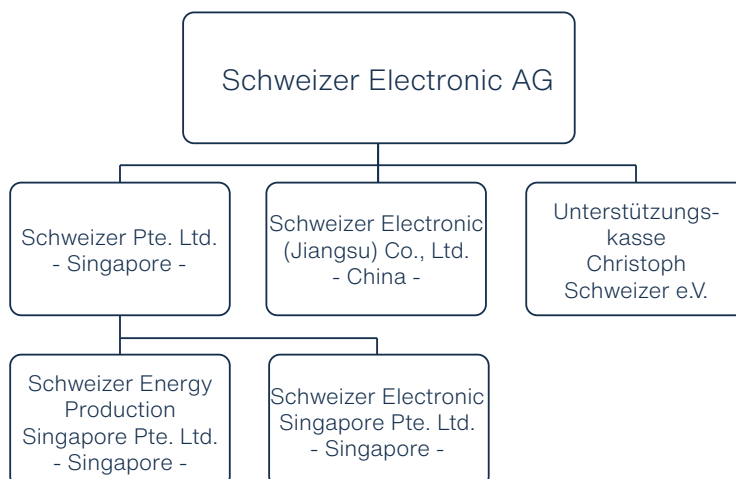 Schweizer Electronic AG
Schweizer Pte. Ltd.
- Singapore -
Schweizer Electronic
(Jiangsu) Co., Ltd.
- China -
Unterstützungs-
kasse
Christoph
Schweizer e.V.
Schweizer Energy
Production
Singapore Pte. Ltd.
- Singapore -
Schweizer Electronic
Singapore Pte. Ltd.
- Singapore -